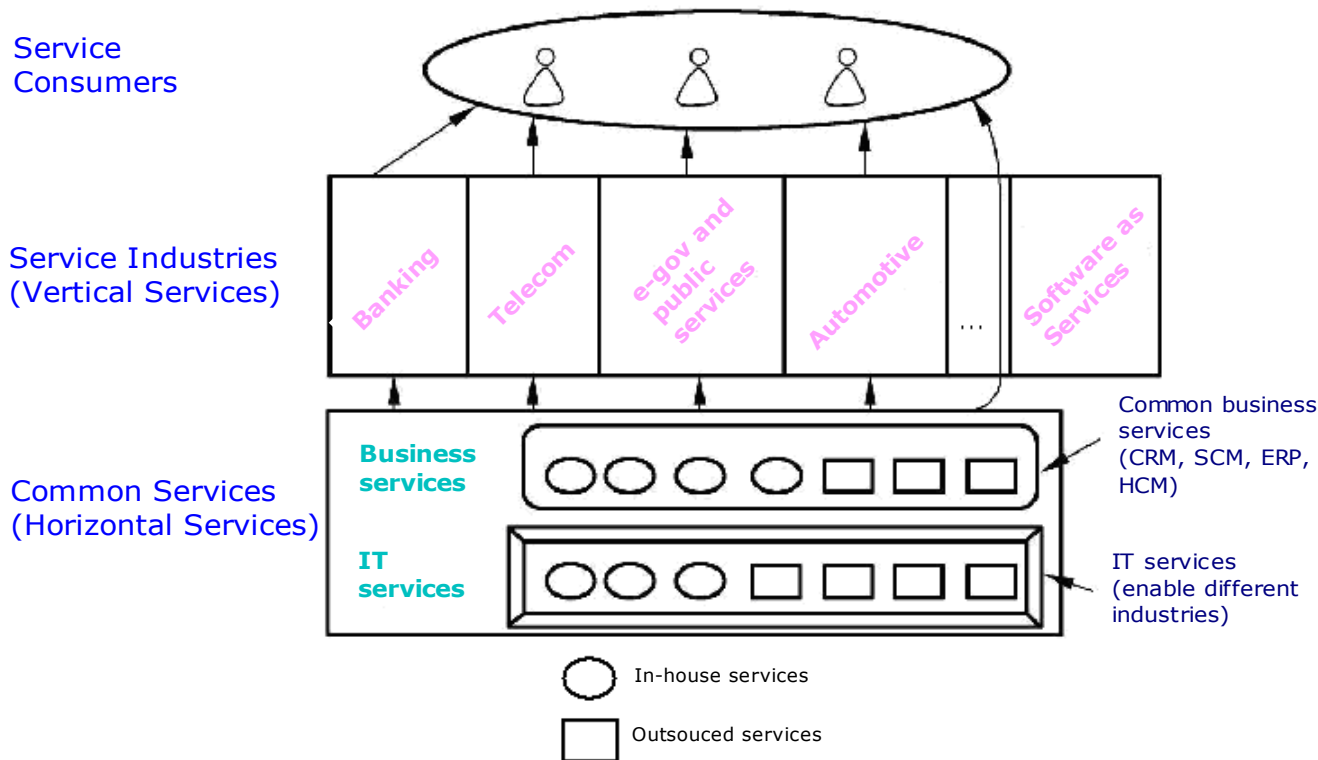 Service
Consumers
Service Industries
(Vertical Services)
Banking
Telecom
e-gov and
public
services
Automotive
...
Software as
Services
Common Services
(Horizontal Services)
Business
services
IT
services
Common business
services
(CRM, SCM, ERP,
HCM)
IT services
(enable different
industries)
In-house services
Outsouced services